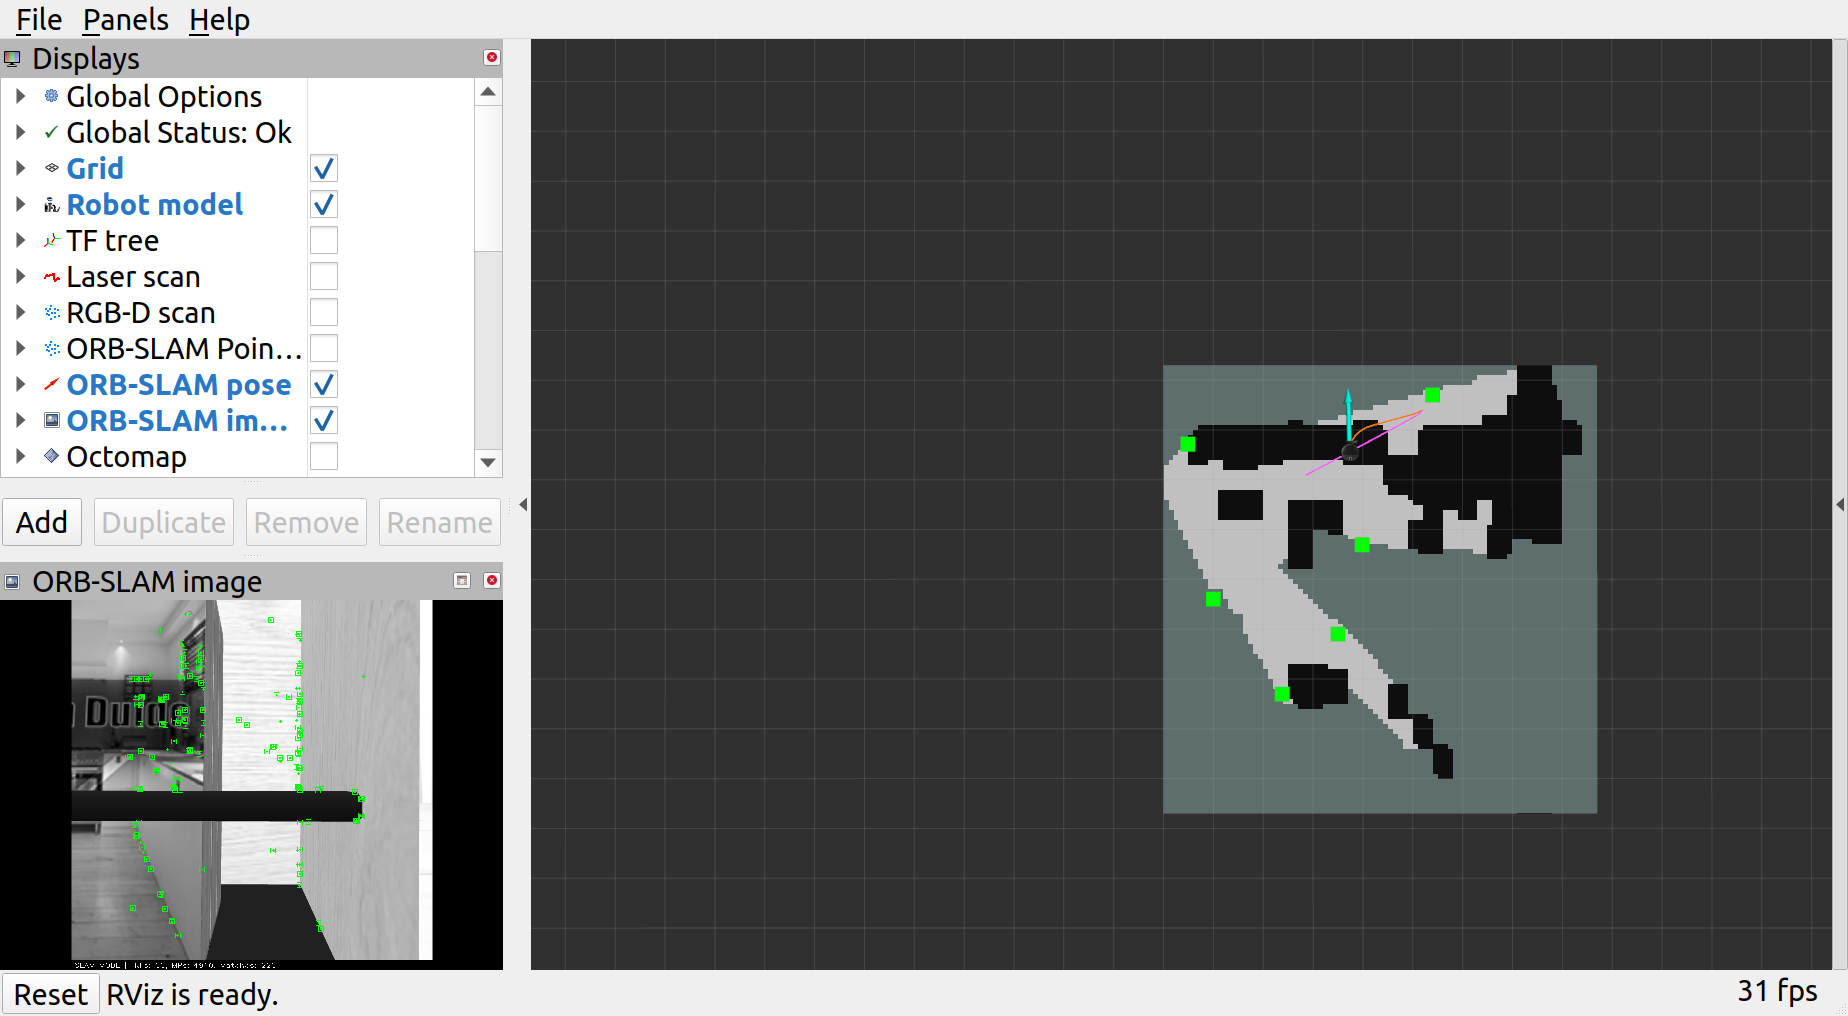 File Panels Help
Displays
Global Options
Global Status: Ok
Grid
Robot model
TF tree
Laser scan
RGB-D scan
ORB-SLAM Poin...
ORB-SLAM pose
ORB-SLAM im...
Octomap
Add Duplicate Remove Rename
ORB-SLAM image
SLAM MODE |
Reset RViz is ready.
31 fps